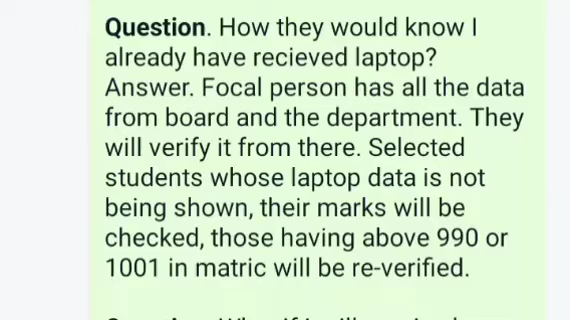 Question. How they would know I
already have recieved laptop?
Answer. Focal person has all the data
from board and the department. They
will verify it from there. Selected
students whose laptop data is not
being shown, their marks will be
checked, those having above 990 or
1001 in matric will be re-verified.